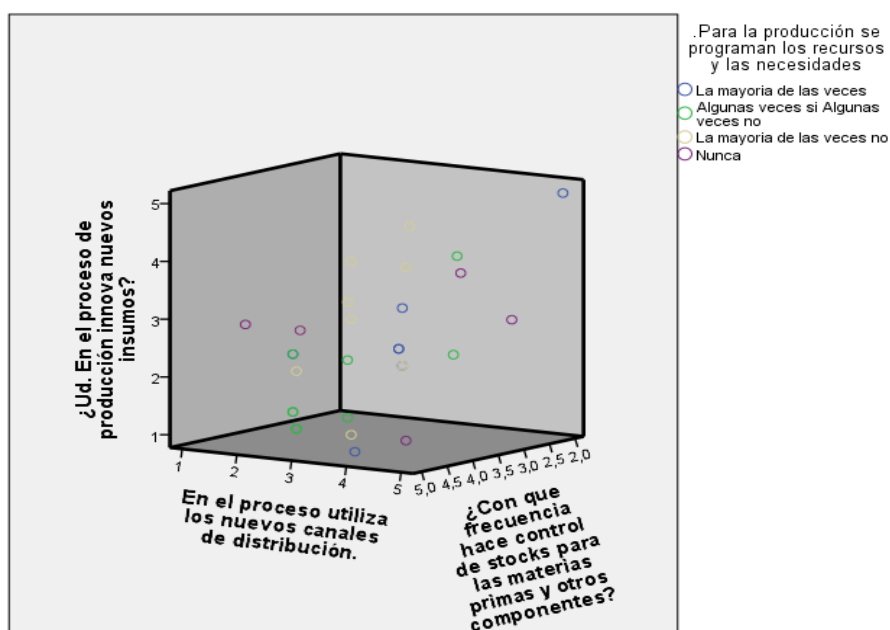 .Para la producción se
programan los recursos
y las necesidades
La mayoria de las veces
Algunas veces si Algunas
veces no
La mayoria de las veces no
Nunca
¿Ud. En el proceso de
producción innova nuevos
insumos?
5
4
3
2
1
1
2
3
4
5
5,0
4,5
4,0
3,5
3,0
2,5
2,0
En el proceso utiliza
los nuevos canales
de distribución.
¿Con que
frecuencia
hace control
de stocks para
las materias
primas y otros
componentes?